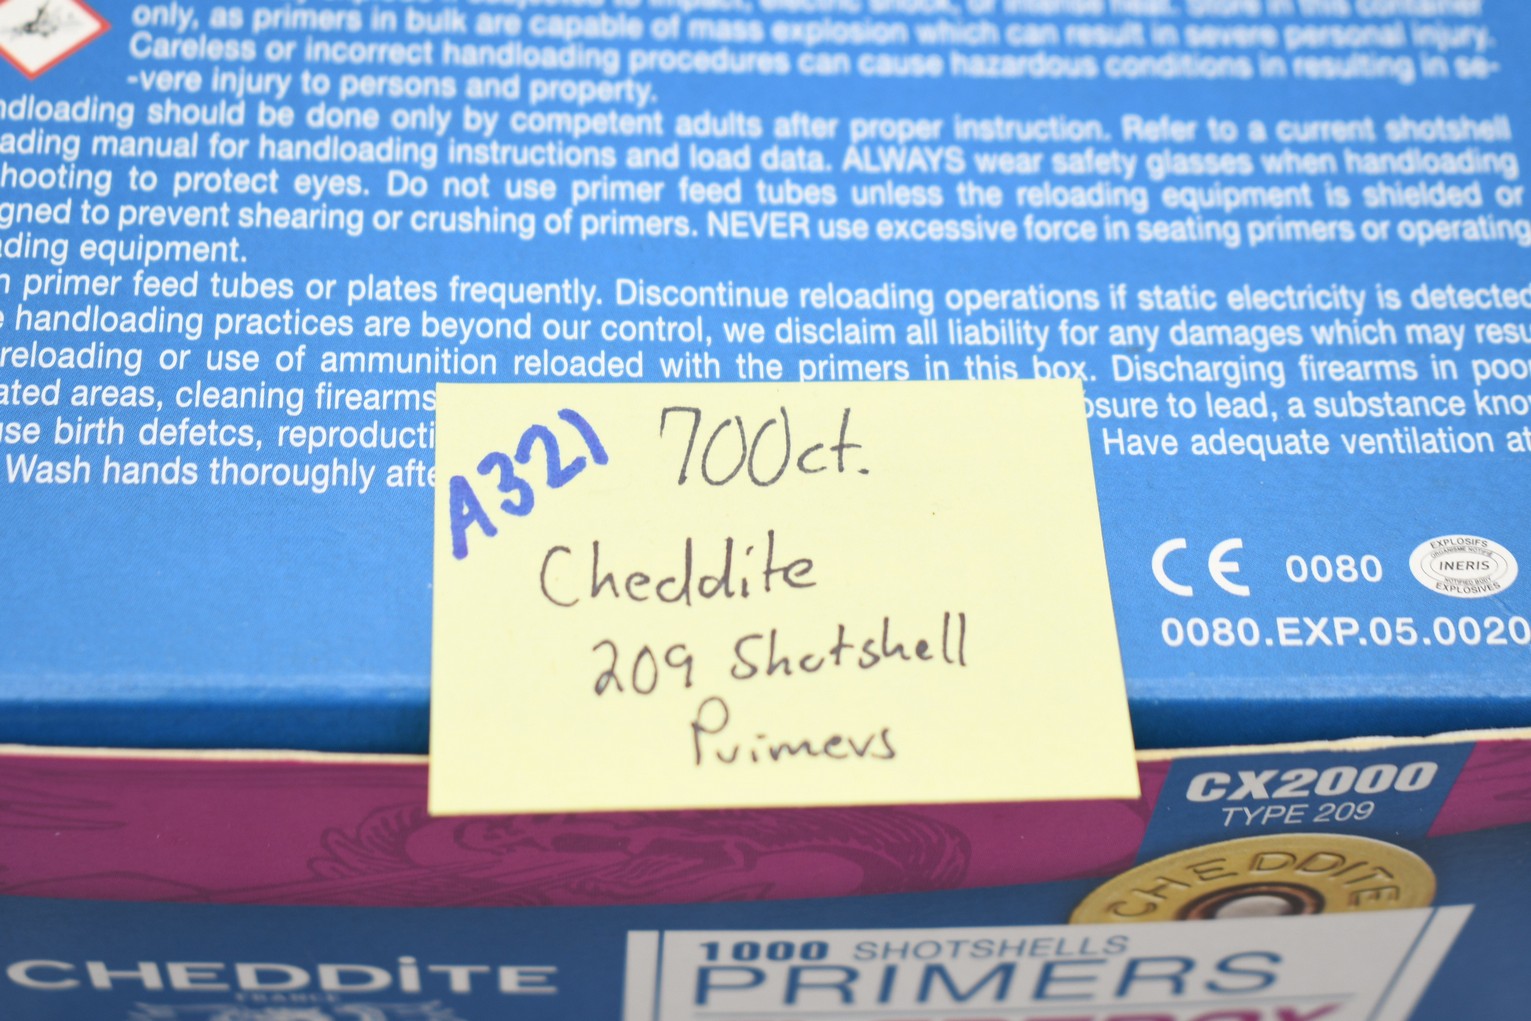 only, as primers in bulk are capable of mass explosion which can result in severe personal injury.
Careless or incorrect handloading procedures can cause hazardous conditions in resulting in se-
-vere injury to persons and property.
ndloading should be done only by competent adults after proper instruction. Refer to a current shotshell
ading manual for handloading instructions and load data. ALWAYS wear safety glasses when handloading
hooting to protect eyes. Do not use primer feed tubes unless the reloading equipment is shielded or
gned to prevent shearing or crushing of primers. NEVER use excessive force in seating primers or operating
ading equipment.
n primer feed tubes or plates frequently. Discontinue reloading operations if static electricity is detected
e handloading practices are beyond our control, we disclaim all liability for any damages which may resu
reloading or use of ammunition reloaded with the primers in this box. Discharging firearms in poo
ated areas, cleaning firearms
osure to lead, a substance kno
use birth defetcs, reproducti
Have adequate ventilation at
Wash hands thoroughly afte
A321
700ct.
Cheddite
209 Shotshell
Primers
CE 0080
EXPLOSIFS
ORGANISME NOTIFIÉ
INERIS
NOTIFIED BODY
EXPLOSIVES
0080.EXP.05.0020
CX2000
TYPE 209
CHEDDITE
1000 SHOTSHELLS
PRIMERS
CHEDDiTE
FRANCE